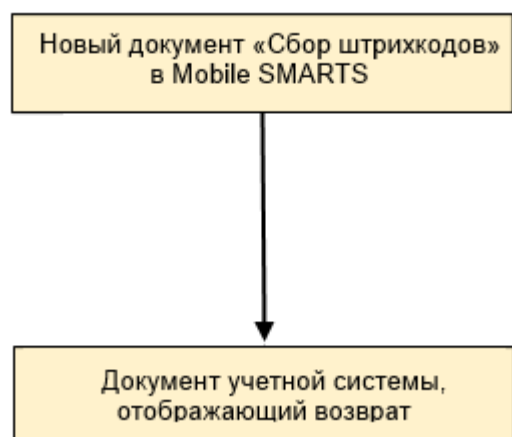 Новый документ «Сбор штрихкодов»
в Mobile SMARTS
Документ учетной системы,
отображающий возврат